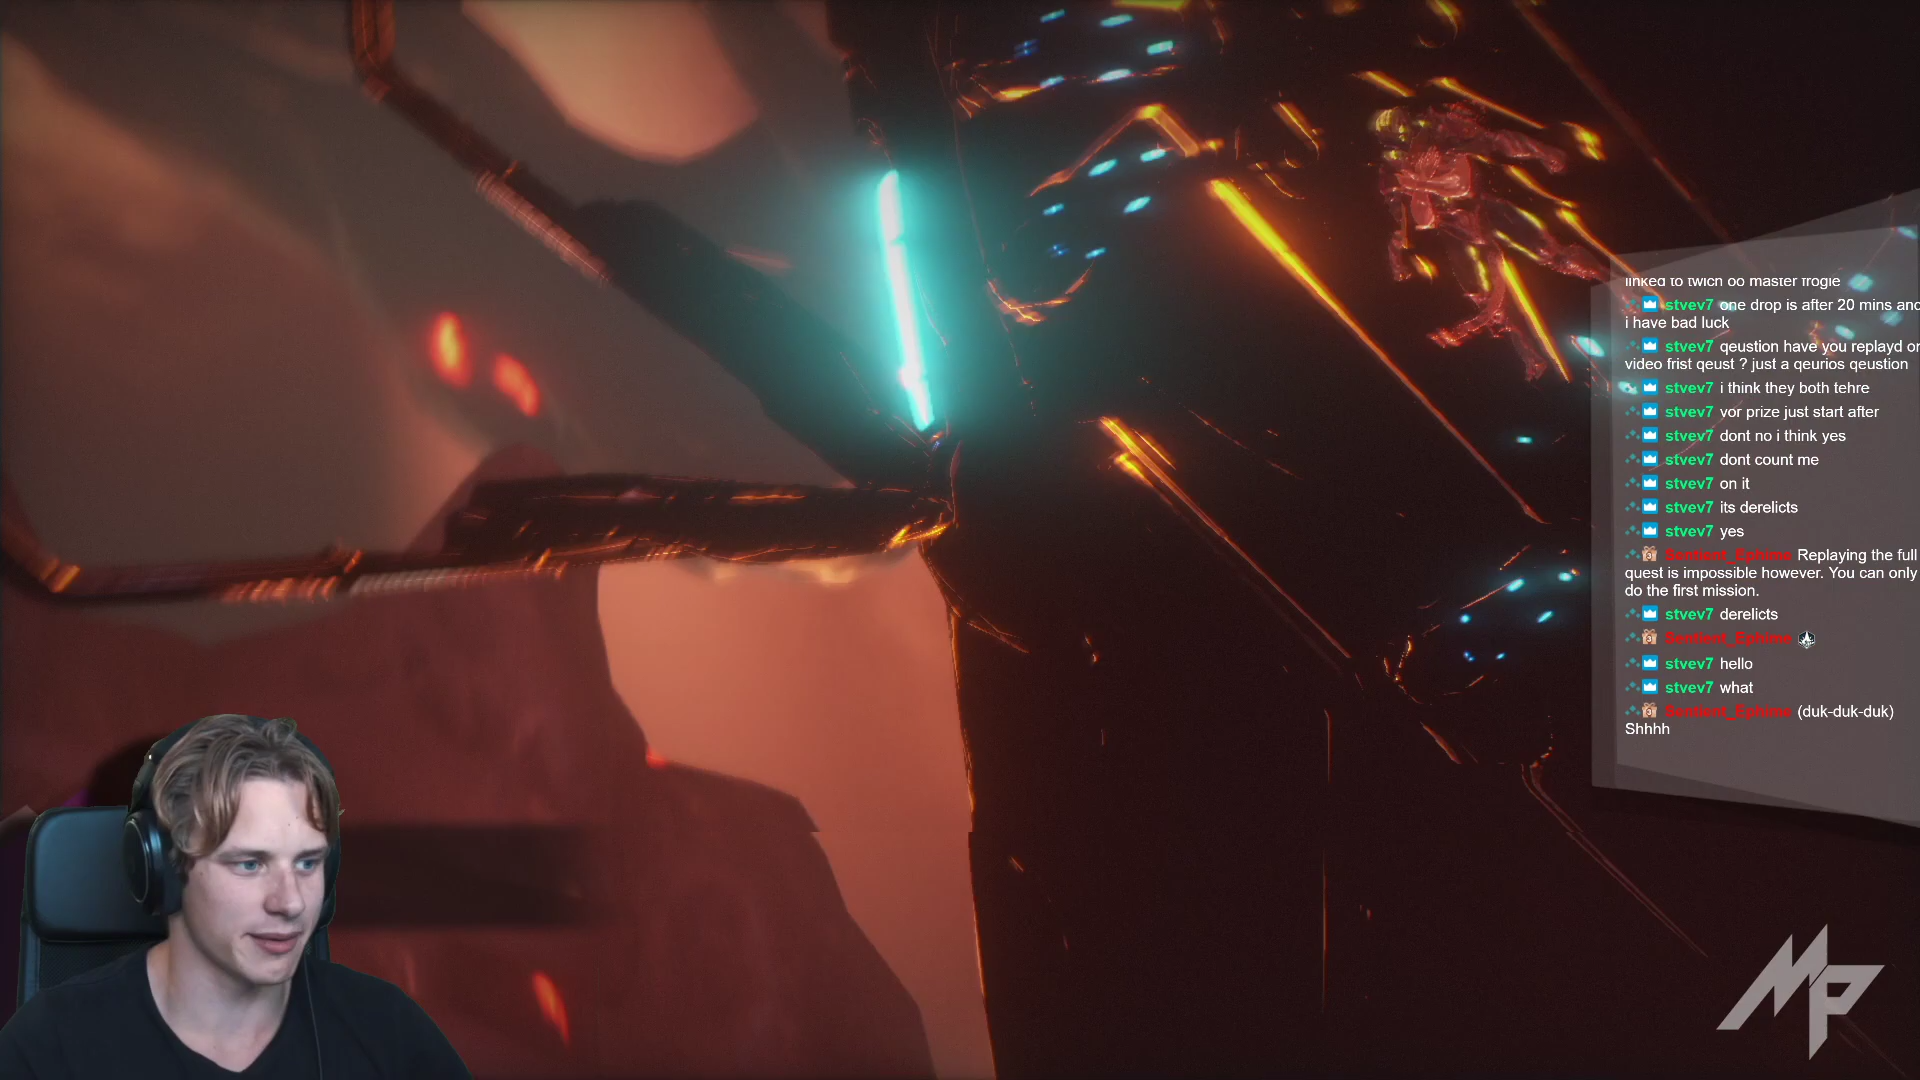 linked to twich oo master frogie
stvev7 one drop is after 20 mins and
i have bad luck
stvev7 qeustion have you replayd or
video frist qeust ? just a qeurios qeustion
stvev7 i think they both tehre
stvev7 vor prize just start after
stvev7 dont no i think yes
stvev7 dont count me
stvev7 on it
stvev7 its derelicts
stvev7 yes
Sentient_Ephime Replaying the full
quest is impossible however. You can only
do the first mission.
stvev7 derelicts
Sentient_Ephime
stvev7 hello
stvev7 what
Sentient_Ephime (duk-duk-duk)
Shhhh
MP